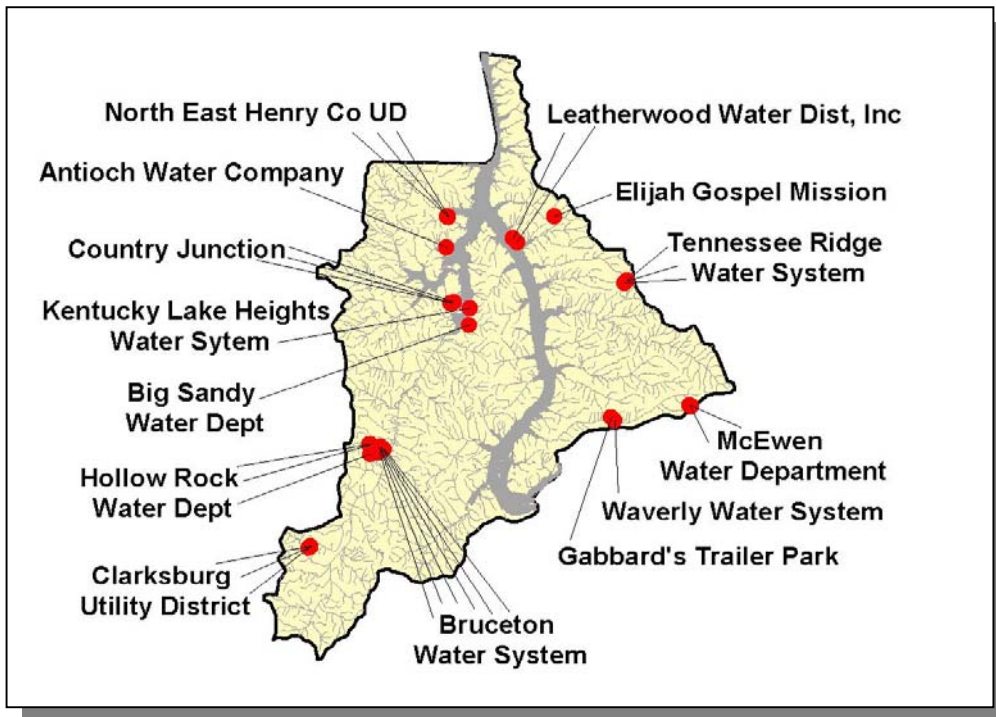 North East Henry Co UD
Leatherwood Water Dist, Inc
Antioch Water Company
Elijah Gospel Mission
Country Junction
Tennessee Ridge
Water System
Kentucky Lake Heights
Water Sytem
Big Sandy
Water Dept
McEwen
Water Department
Hollow Rock
Water Dept
Waverly Water System
Gabbard's Trailer Park
Clarksburg
Utility District
Bruceton
Water System